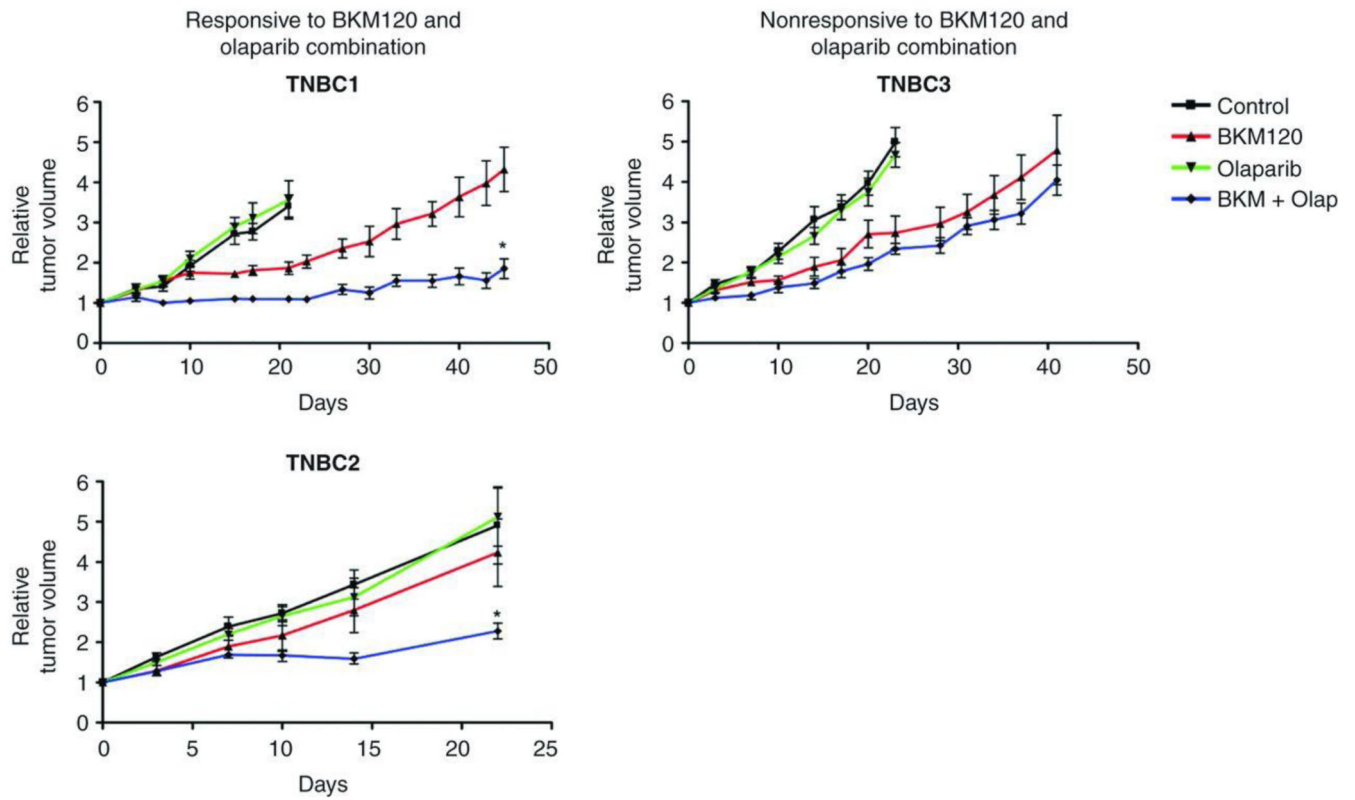 Responsive to BKM120 and
olaparib combination
TNBC1
Relative
tumor volume
6
5
4
3
2
1
0
*
0 10 20 30 40 50
Days
Nonresponsive to BKM120 and
olaparib combination
TNBC3
Relative
tumor volume
6
5
4
3
2
1
0
0 10 20 30 40 50
Days
Control
BKM120
Olaparib
BKM + Olap
TNBC2
Relative
tumor volume
6
5
4
3
2
1
0
*
0 5 10 15 20 25
Days